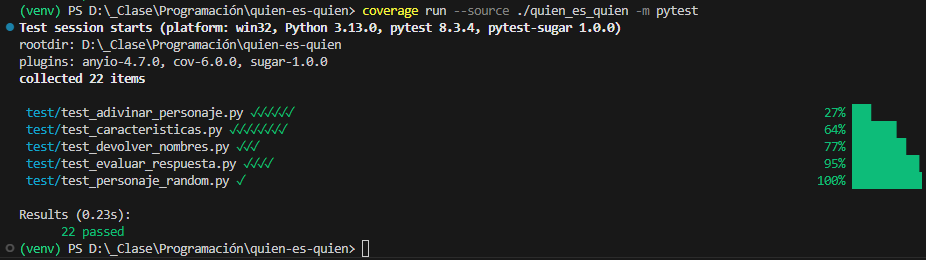 (venv) PS D:\_Clase\Programación\quien-es-quien> coverage run --source ./quien_es_quien -m pytest
Test session starts (platform: win32, Python 3.13.0, pytest 8.3.4, pytest-sugar 1.0.0)
rootdir: D:\_Clase\Programación\quien-es-quien
plugins: anyio-4.7.0, cov-6.0.0, sugar-1.0.0
collected 22 items
test/test_adivinar_personaje.py ✓✓✓✓✓✓ 27%
test/test_caracteristicas.py ✓✓✓✓✓✓✓✓ 64%
test/test_devolver_nombres.py ✓✓✓ 77%
test/test_evaluar_respuesta.py ✓✓✓✓ 95%
test/test_personaje_random.py ✓ 100%
Results (0.23s):
22 passed
(venv) PS D:\_Clase\Programación\quien-es-quien>